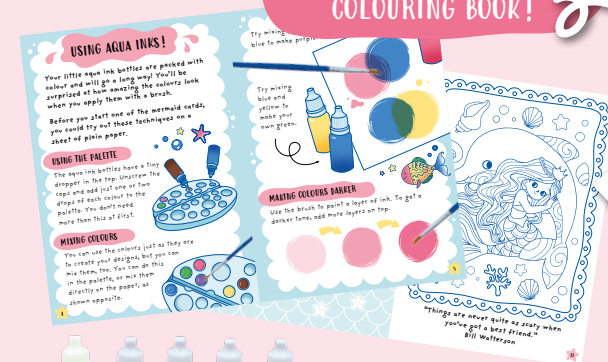 COLOURING BOOK!
USING AQUA INKS!
Your little aqua ink bottles are packed with
colour and will go a long way! You'll be
surprised at how amazing the colours look
when you apply them with a brush.
Before you start one of the mermaid cards,
you could try out these techniques on a
sheet of plain paper.
USING THE PALETTE
The aqua ink bottles have a tiny
dropper in the top. Unscrew the
caps and add just one or two
drops of each colour to the
palette. You don't need
more than this at first.
MIXING COLOURS
You can use the colours just as they are
to create your designs, but you can
mix them, too. You can do this
in the palette, or mix them
directly on the paper, as
shown opposite.
4
Try mixing
blue to make purple.
Try mixing
blue and
yellow to
make your
own green.
MAKING COLOURS DARKER
Use the brush to paint a layer of ink. To get a
darker tone, add more layers on top.
5
"Things are never quite as scary when
you've got a best friend."
Bill Watterson